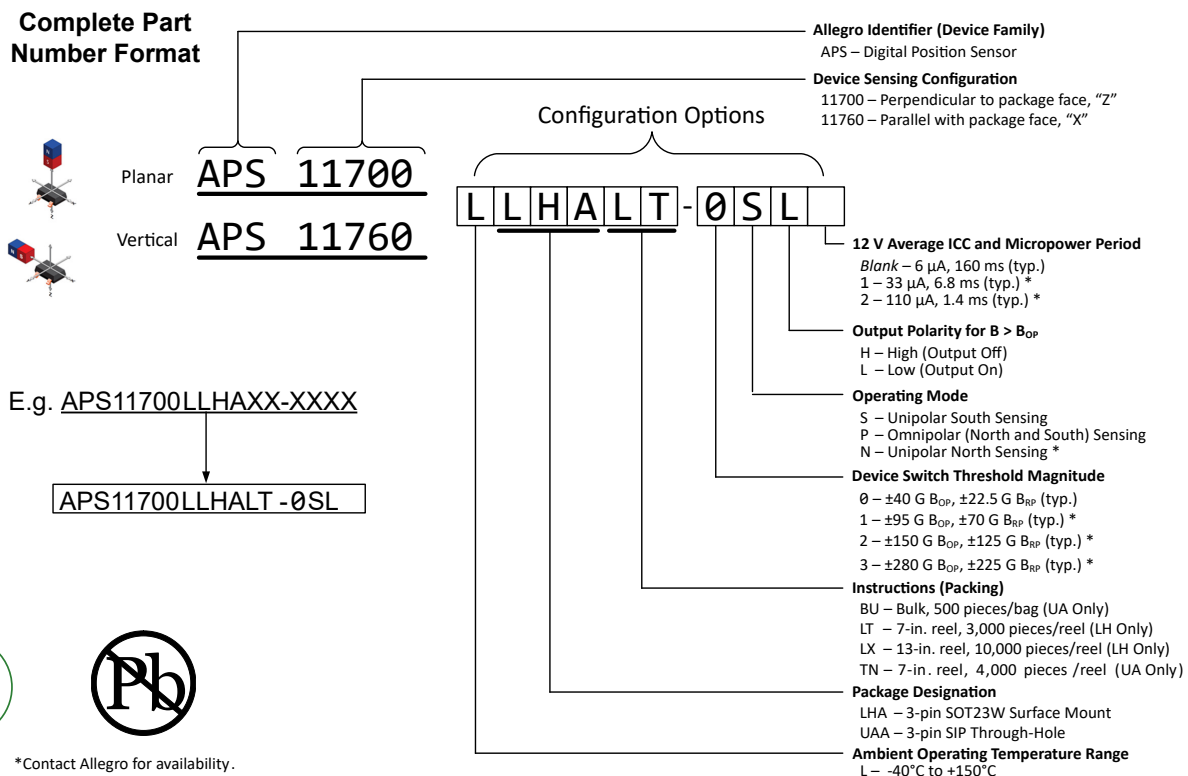 Complete Part
Number Format
Allegro Identifier (Device Family)
APS – Digital Position Sensor
Device Sensing Configuration
11700 – Perpendicular to package face, “Z”
11760 – Parallel with package face, “X”
Configuration Options
Planar APS 11700
Vertical APS 11760
L L H A L T - 0 S L
12 V Average ICC and Micropower Period
Blank – 6 µA, 160 ms (typ.)
1 – 33 µA, 6.8 ms (typ.) *
2 – 110 µA, 1.4 ms (typ.) *
Output Polarity for B > BOP
H – High (Output Off)
L – Low (Output On)
Operating Mode
S – Unipolar South Sensing
P – Omnipolar (North and South) Sensing
N – Unipolar North Sensing *
Device Switch Threshold Magnitude
0 – ±40 G BOP, ±22.5 G BRP (typ.)
1 – ±95 G BOP, ±70 G BRP (typ.) *
2 – ±150 G BOP, ±125 G BRP (typ.) *
3 – ±280 G BOP, ±225 G BRP (typ.) *
Instructions (Packing)
BU – Bulk, 500 pieces/bag (UA Only)
LT – 7-in. reel, 3,000 pieces/reel (LH Only)
LX – 13-in. reel, 10,000 pieces/reel (LH Only)
TN – 7-in. reel, 4,000 pieces /reel (UA Only)
Package Designation
LHA – 3-pin SOT23W Surface Mount
UAA – 3-pin SIP Through-Hole
Ambient Operating Temperature Range
L – -40°C to +150°C
E.g. APS11700LLHAXX-XXXX
APS11700LLHALT -0SL
Pb
*Contact Allegro for availability.